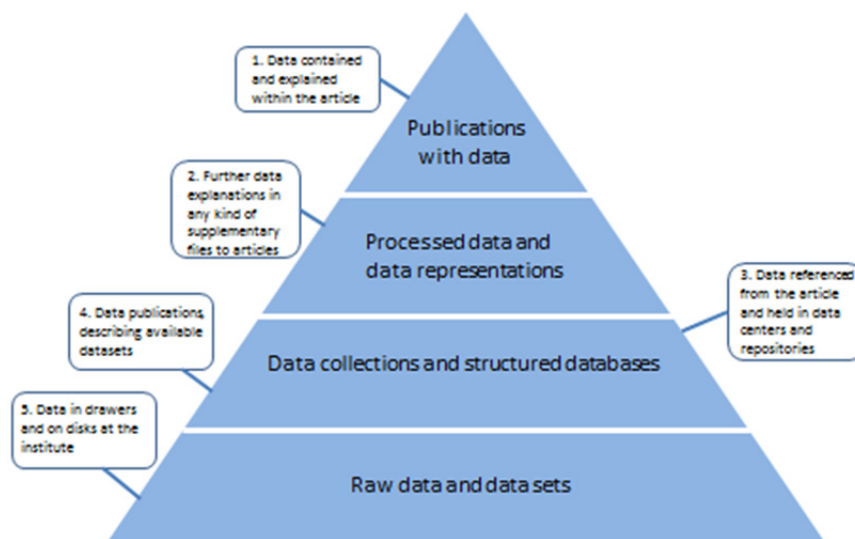 1. Data contained
and explained
within the article
Publications
with data
2. Further data
explanations in
any kind of
supplementary
files to articles
Processed data and
data representations
3. Data referenced
from the article
and held in data
centers and
repositories
4. Data publications,
describing available
datasets
Data collections and structured databases
5. Data in drawers
and on disks at the
institute
Raw data and data sets